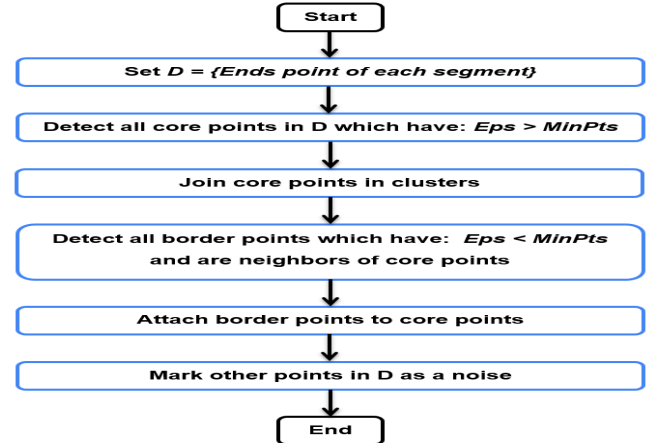 Start
Set D = {Ends point of each segment}
Detect all core points in D which have: Eps > MinPts
Join core points in clusters
Detect all border points which have: Eps < MinPts
and are neighbors of core points
Attach border points to core points
Mark other points in D as a noise
End